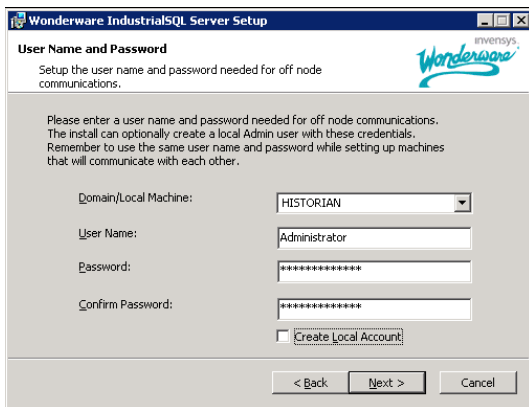 Wonderware IndustrialSQL Server Setup
User Name and Password
Setup the user name and password needed for off node
communications.
invensys
Wonderware
Please enter a user name and password needed for off node communications.
The install can optionally create a local Admin user with these credentials.
Remember to use the same user name and password while setting up machines
that will communicate with each other.
Domain/Local Machine:
HISTORIAN
User Name:
Administrator
Password:
*************
Confirm Password:
*************
Create Local Account
< Back
Next >
Cancel